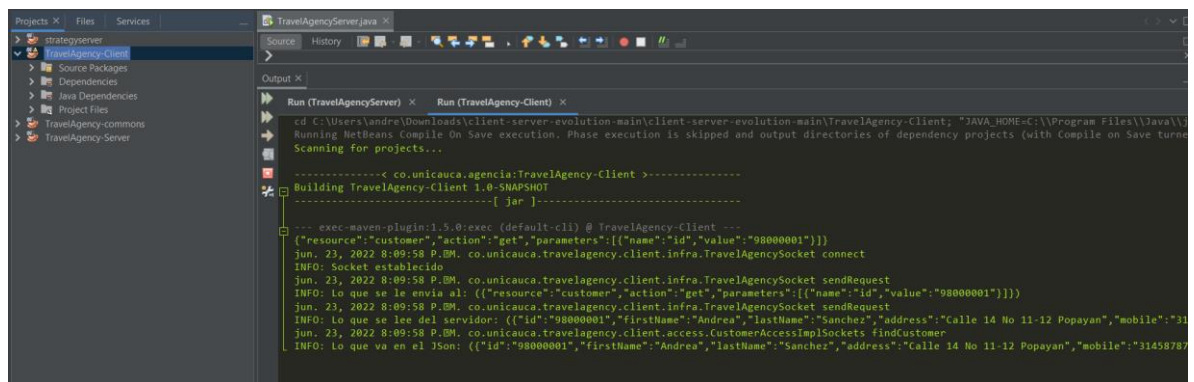 Projects × Files Services
strategyserver
TravelAgency-Client
Source Packages
Dependencies
Java Dependencies
Project Files
TravelAgency-commons
TravelAgency-Server
TravelAgencyServer.java ×
Source History
Output ×
Run (TravelAgencyServer) × Run (TravelAgency-Client) ×
cd C:\Users\andre\Downloads\client-server-evolution-main\client-server-evolution-main\TravelAgency-Client; "JAVA_HOME=C:\\Program Files\\Java\\j
Running NetBeans Compile On Save execution. Phase execution is skipped and output directories of dependency projects (with Compile on Save turne
Scanning for projects...
--------------< co.unicauca.agencia:TravelAgency-Client >---------------
Building TravelAgency-Client 1.0-SNAPSHOT
--------------------------------[ jar ]---------------------------------
--- exec-maven-plugin:1.5.0:exec (default-cli) @ TravelAgency-Client ---
{"resource":"customer","action":"get","parameters":[{"name":"id","value":"98000001"}]}
jun. 23, 2022 8:09:58 P.M. co.unicauca.travelagency.client.infra.TravelAgencySocket connect
INFO: Socket establecido
jun. 23, 2022 8:09:58 P.M. co.unicauca.travelagency.client.infra.TravelAgencySocket sendRequest
INFO: Lo que se le envia al: ({"resource":"customer","action":"get","parameters":[{"name":"id","value":"98000001"}]})
jun. 23, 2022 8:09:58 P.M. co.unicauca.travelagency.client.infra.TravelAgencySocket sendRequest
INFO: Lo que se lee del servidor: ({"id":"98000001","firstName":"Andrea","lastName":"Sanchez","address":"Calle 14 No 11-12 Popayan","mobile":"31
jun. 23, 2022 8:09:58 P.M. co.unicauca.travelagency.client.access.CustomerAccessImplSockets findCustomer
INFO: Lo que va en el JSon: ({"id":"98000001","firstName":"Andrea","lastName":"Sanchez","address":"Calle 14 No 11-12 Popayan","mobile":"31458787